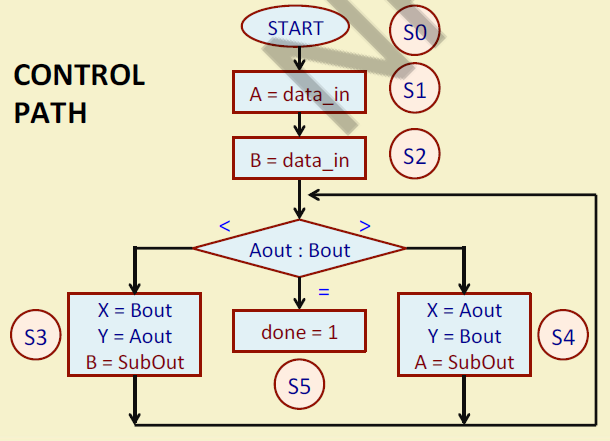 START
S0
CONTROL
PATH
A = data_in
S1
B = data_in
S2
<
>
Aout : Bout
=
X = Bout
Y = Aout
B = SubOut
S3
done = 1
S5
X = Aout
Y = Bout
A = SubOut
S4